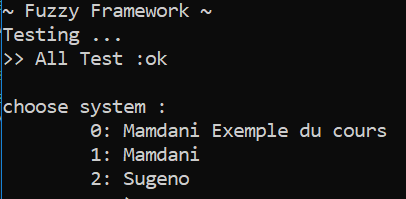 ~ Fuzzy Framework ~
Testing ...
>> All Test :ok
choose system :
0: Mamdani Exemple du cours
1: Mamdani
2: Sugeno